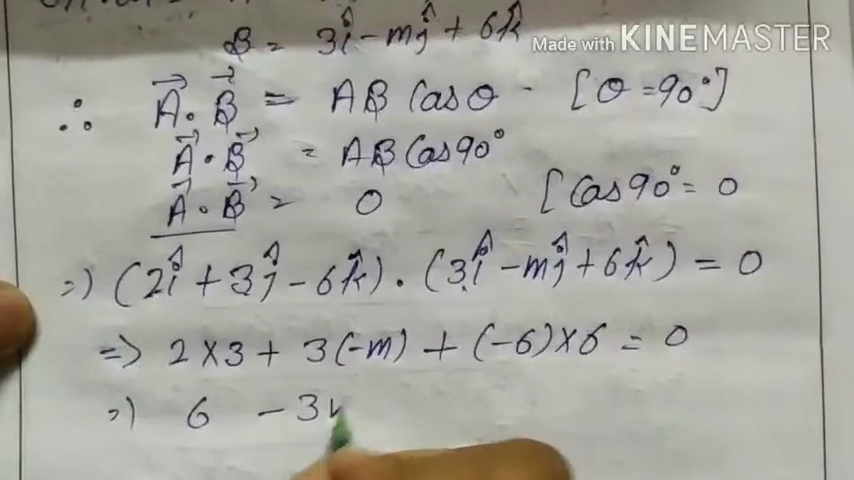 B = 3î - mĵ + 6k̂
Made with KINEMASTER
∴ A⃗ . B⃗ = AB Cos θ - [θ = 90°]
A⃗ . B⃗ = AB Cos 90°
A⃗ . B⃗ = 0 [Cos 90° = 0
=) (2î + 3ĵ - 6k̂) . (3î - mĵ + 6k̂) = 0
=> 2 × 3 + 3(-m) + (-6) × 6 = 0
=) 6 - 3